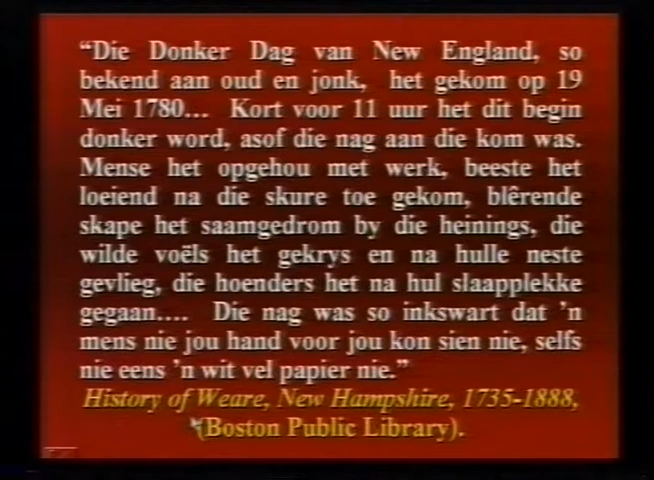 “Die Donker Dag van New England, so
bekend aan oud en jonk, het gekom op 19
Mei 1780... Kort voor 11 uur het dit begin
donker word, asof die nag aan die kom was.
Mense het opgehou met werk, beeste het
loeiend na die skure toe gekom, blêrende
skape het saamgedrom by die heinings, die
wilde voëls het gekrys en na hulle neste
gevlieg, die hoenders het na hul slaapplekke
gegaan.... Die nag was so inkswart dat ’n
mens nie jou hand voor jou kon sien nie, selfs
nie eens ’n wit vel papier nie.”
History of Weare, New Hampshire, 1735-1888,
(Boston Public Library).